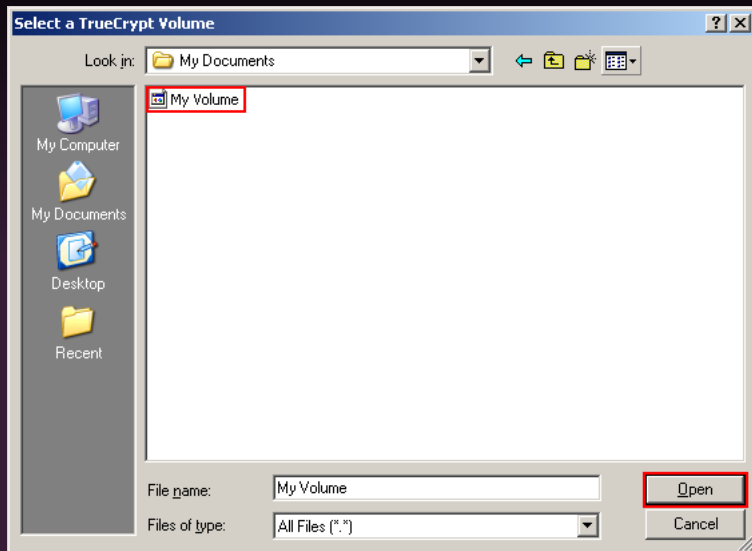 Select a TrueCrypt Volume
Look in: My Documents
My Volume
My Computer
My Documents
Desktop
Recent
File name: My Volume Open
Files of type: All Files (*.*) Cancel